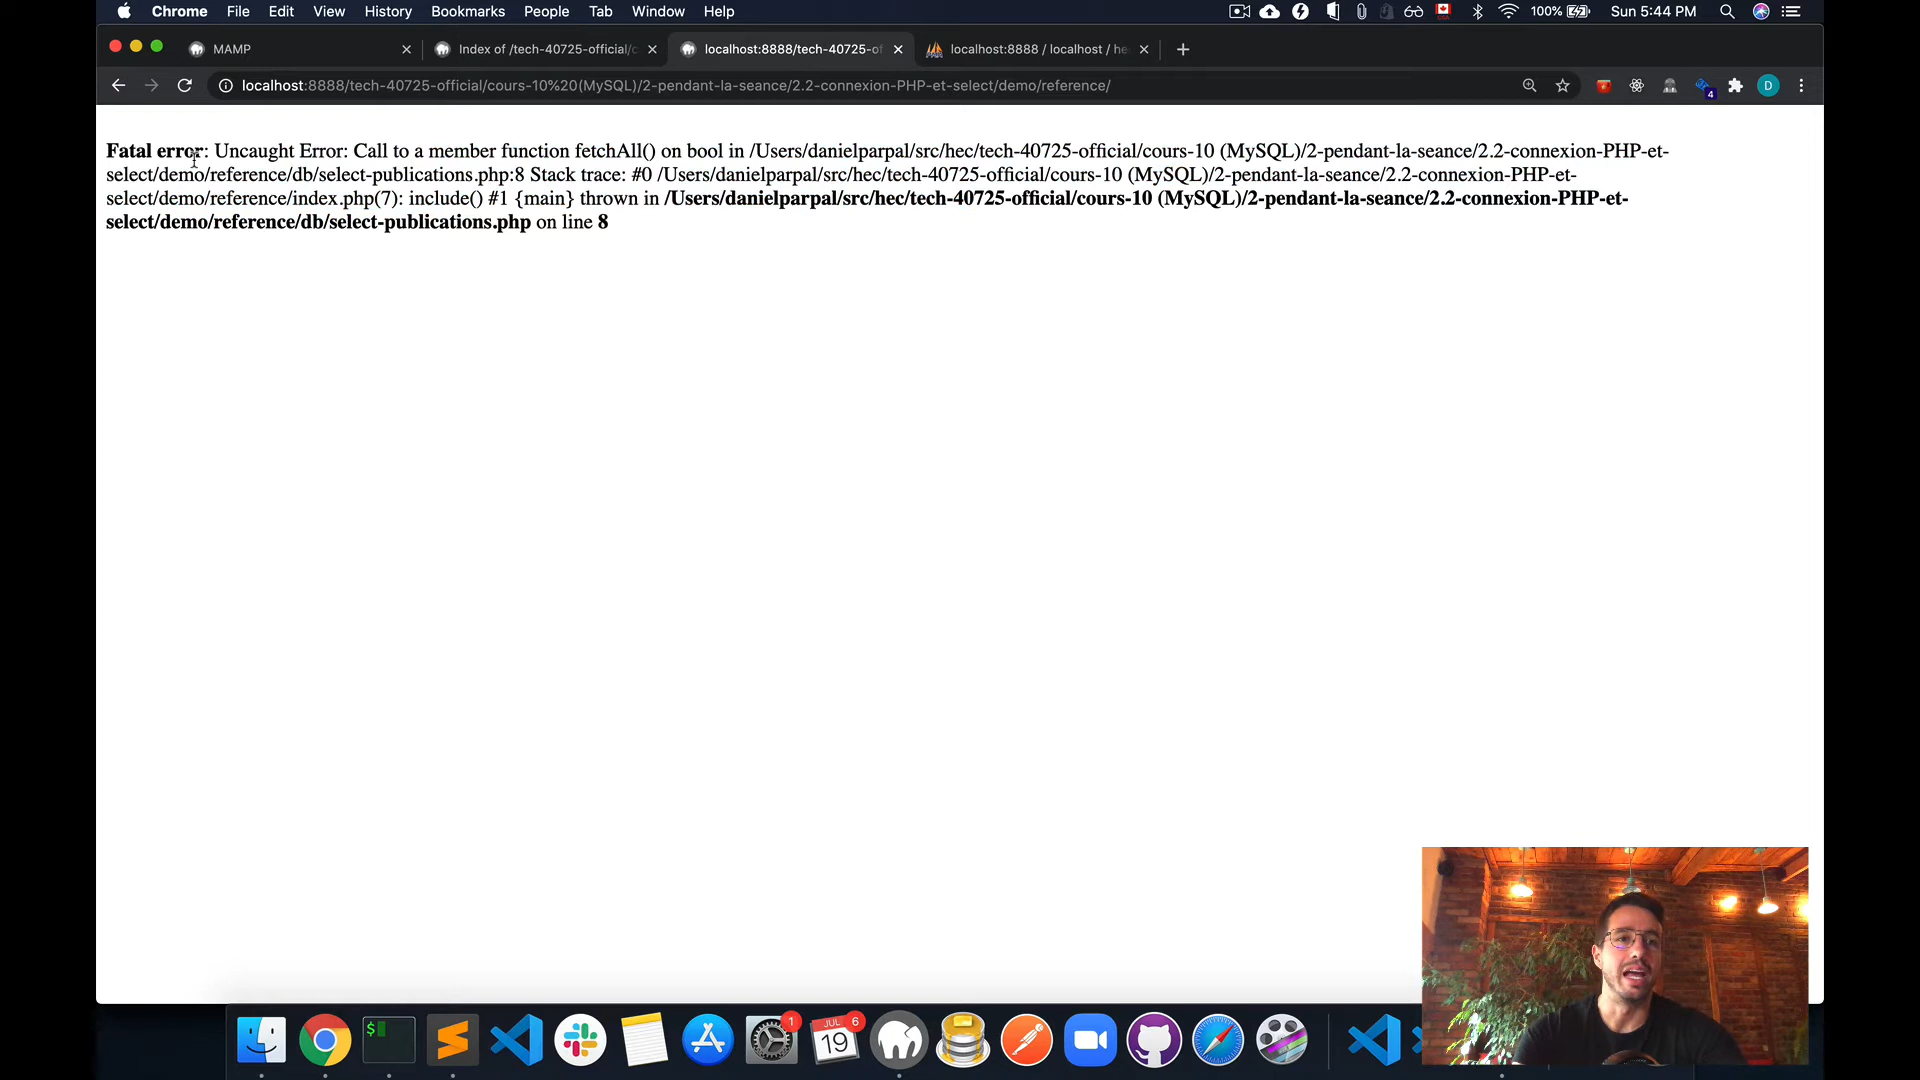 Chrome File Edit View History Bookmarks People Tab Window Help 100% Sun 5:44 PM
MAMP Index of /tech-40725-official/c localhost:8888/tech-40725-of localhost:8888 / localhost / he
localhost:8888/tech-40725-official/cours-10%20(MySQL)/2-pendant-la-seance/2.2-connexion-PHP-et-select/demo/reference/ 4 D
Fatal error: Uncaught Error: Call to a member function fetchAll() on bool in /Users/danielparpal/src/hec/tech-40725-official/cours-10 (MySQL)/2-pendant-la-seance/2.2-connexion-PHP-et-
select/demo/reference/db/select-publications.php:8 Stack trace: #0 /Users/danielparpal/src/hec/tech-40725-official/cours-10 (MySQL)/2-pendant-la-seance/2.2-connexion-PHP-et-
select/demo/reference/index.php(7): include() #1 {main} thrown in /Users/danielparpal/src/hec/tech-40725-official/cours-10 (MySQL)/2-pendant-la-seance/2.2-connexion-PHP-et-
select/demo/reference/db/select-publications.php on line 8
$ 1 JUL 6
19